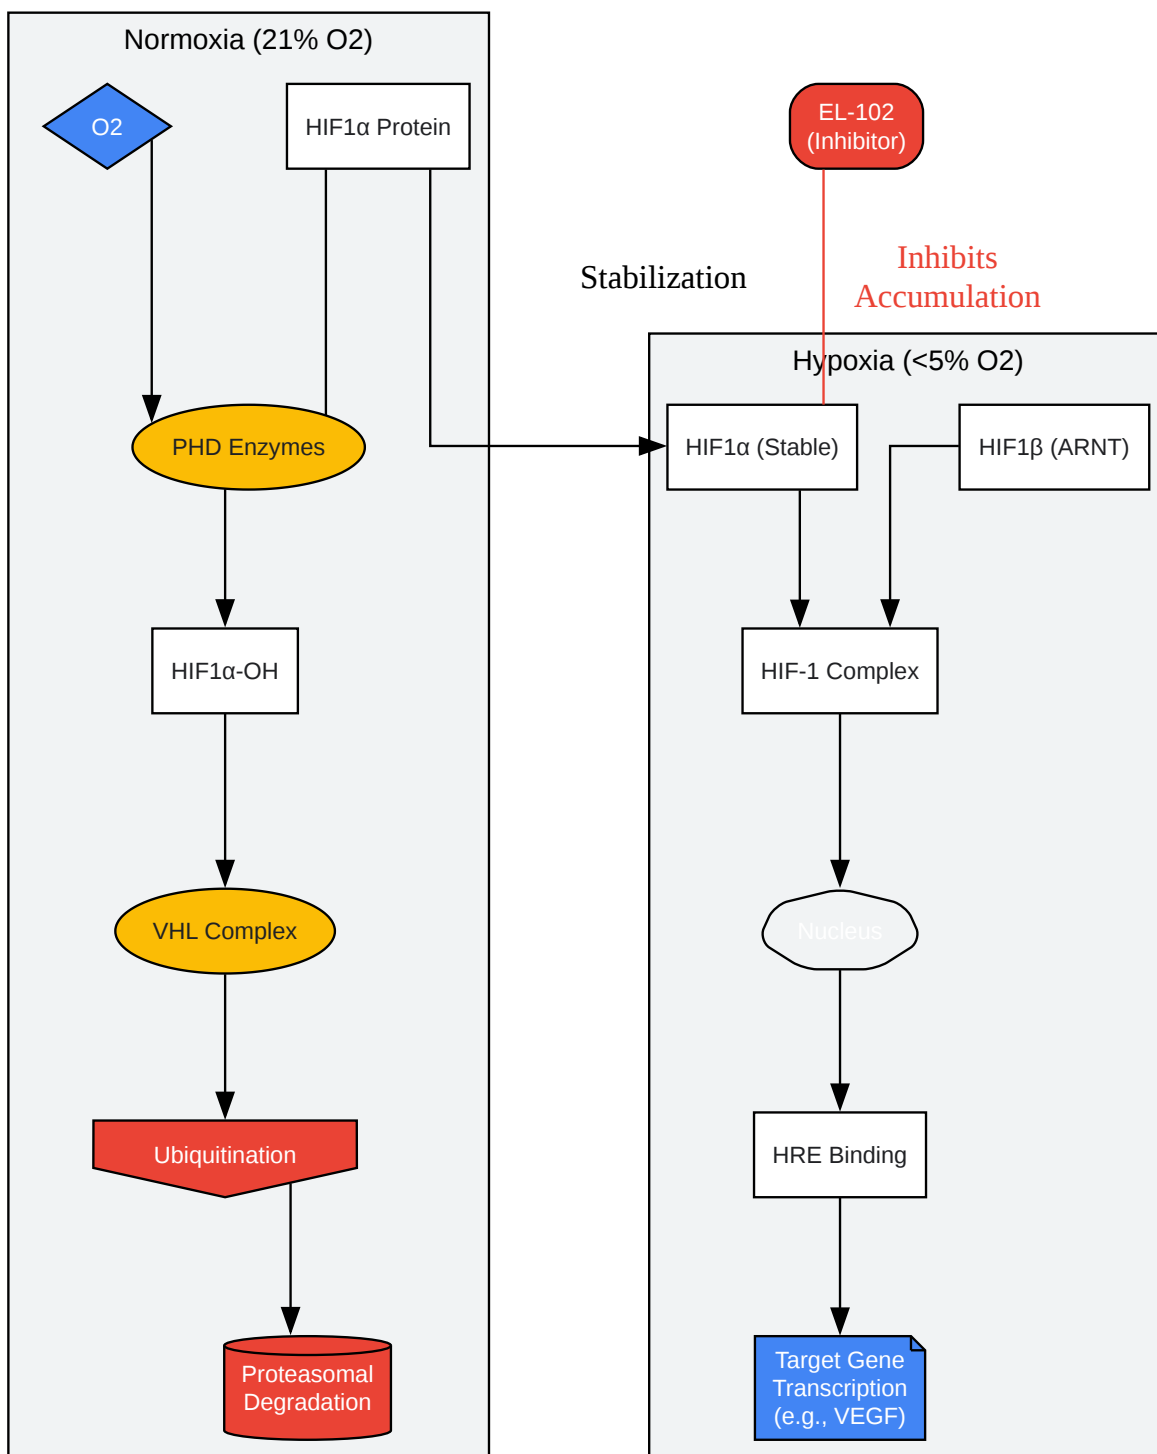 Normoxia (21% O2)
O2
HIF1α Protein
EL-102
(Inhibitor)
Stabilization
Inhibits
Accumulation
Hypoxia (<5% O2)
PHD Enzymes
HIF1α (Stable)
HIF1β (ARNT)
HIF1α-OH
HIF-1 Complex
VHL Complex
Nucleus
Ubiquitination
HRE Binding
Proteasomal
Degradation
Target Gene
Transcription
(e.g., VEGF)